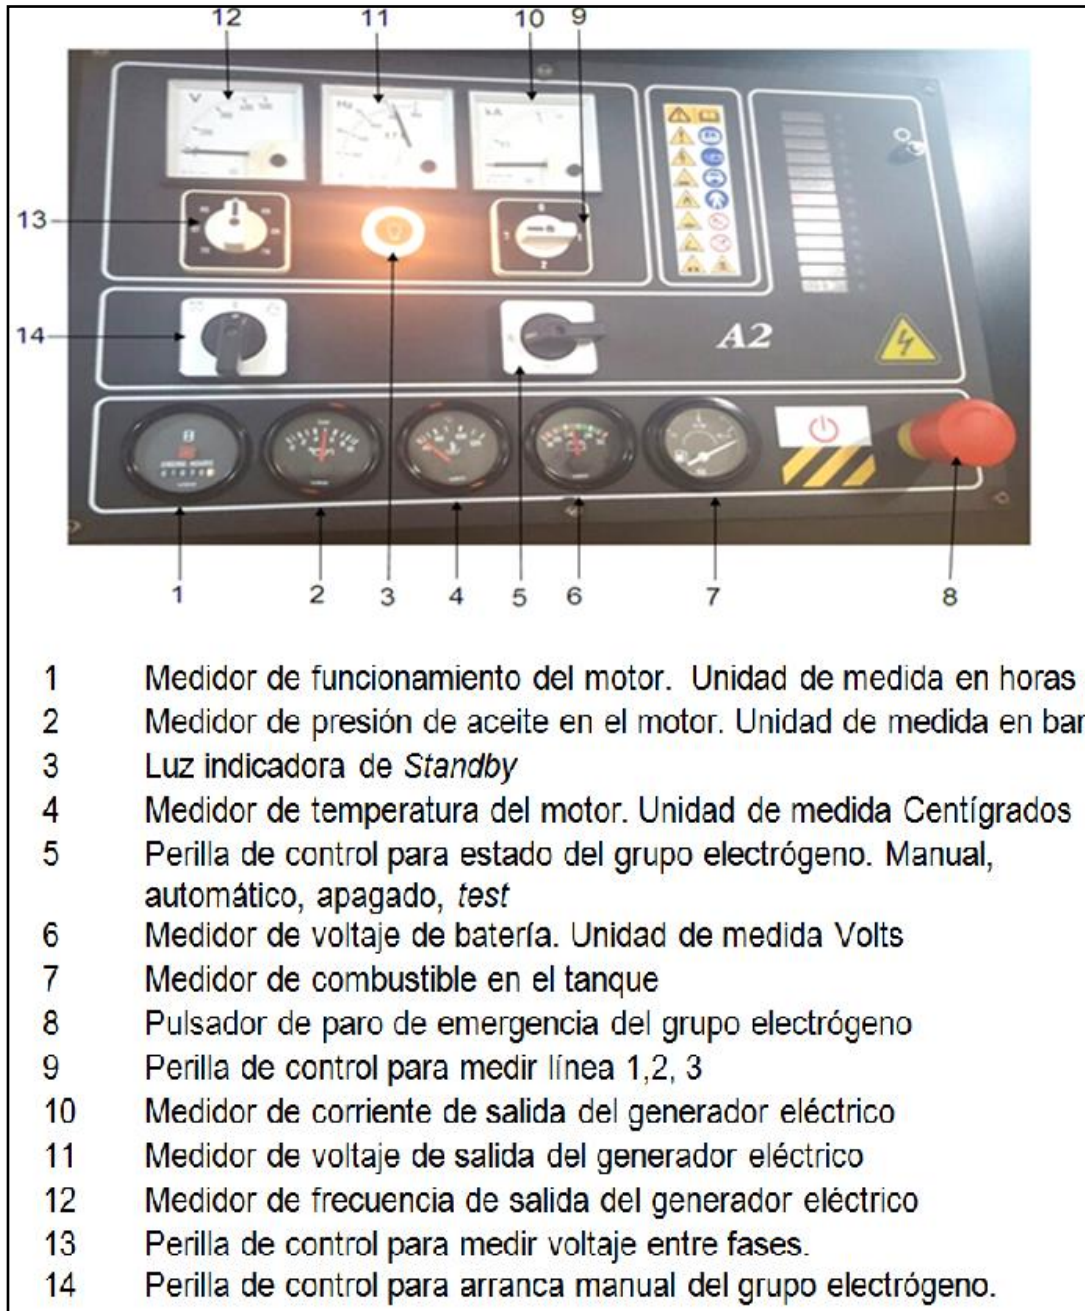 12 11 10 9
V Hz kA
13
14
A2
1 2 3 4 5 6 7 8
1 Medidor de funcionamiento del motor. Unidad de medida en horas
2 Medidor de presión de aceite en el motor. Unidad de medida en bar
3 Luz indicadora de Standby
4 Medidor de temperatura del motor. Unidad de medida Centígrados
5 Perilla de control para estado del grupo electrógeno. Manual,
automático, apagado, test
6 Medidor de voltaje de batería. Unidad de medida Volts
7 Medidor de combustible en el tanque
8 Pulsador de paro de emergencia del grupo electrógeno
9 Perilla de control para medir línea 1,2, 3
10 Medidor de corriente de salida del generador eléctrico
11 Medidor de voltaje de salida del generador eléctrico
12 Medidor de frecuencia de salida del generador eléctrico
13 Perilla de control para medir voltaje entre fases.
14 Perilla de control para arranca manual del grupo electrógeno.